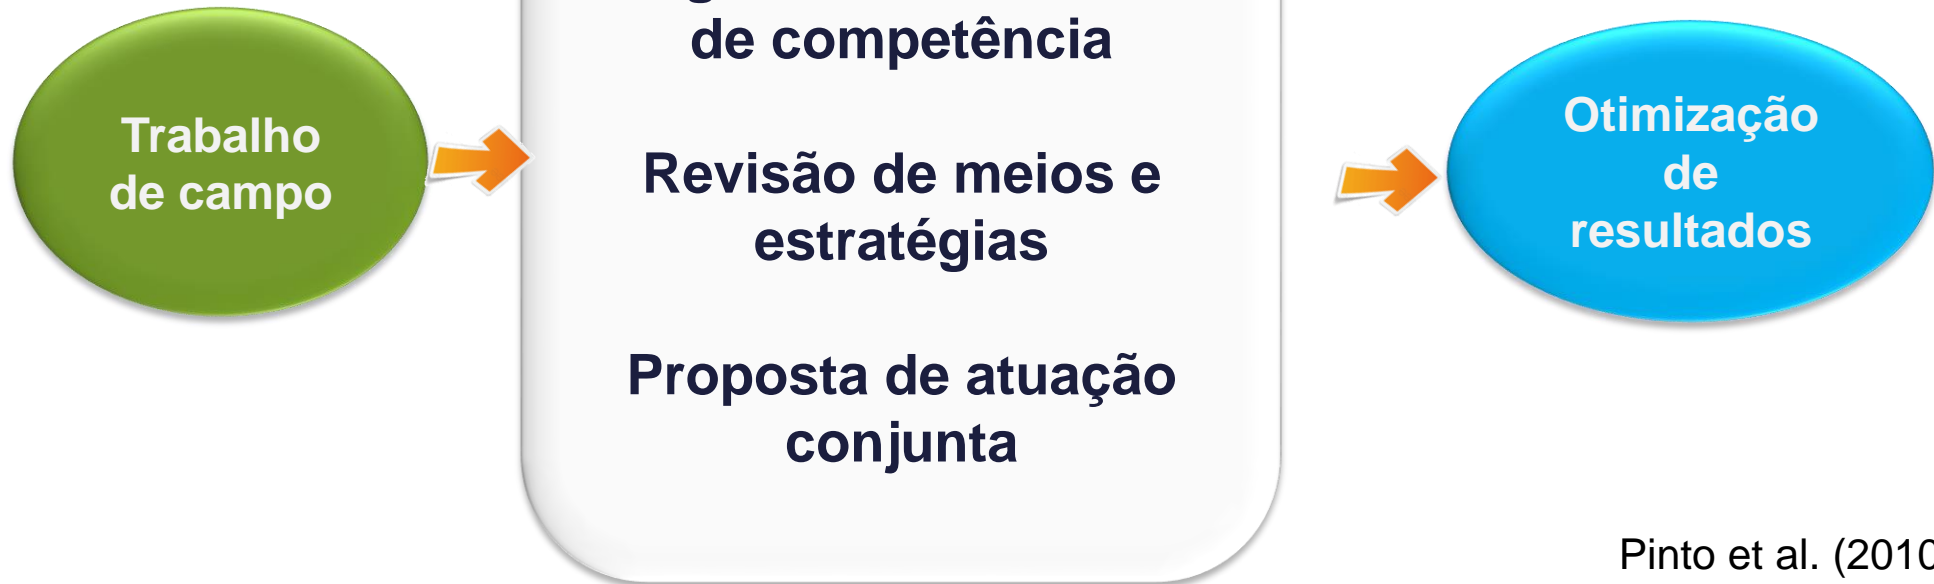 Trabalho
de campo
de competência
Revisão de meios e
estratégias
Proposta de atuação
conjunta
Otimização
de
resultados
Pinto et al. (2010